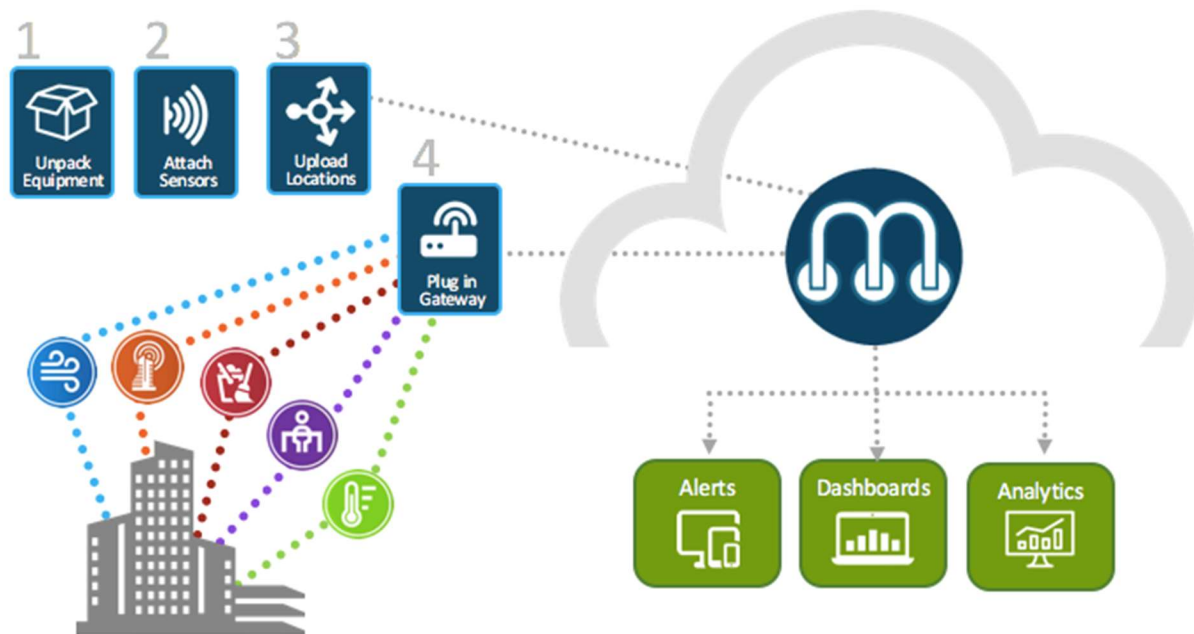 1
Unpack
Equipment
2
Attach
Sensors
3
Upload
Locations
4
Plug in
Gateway
m
Alerts
Dashboards
Analytics